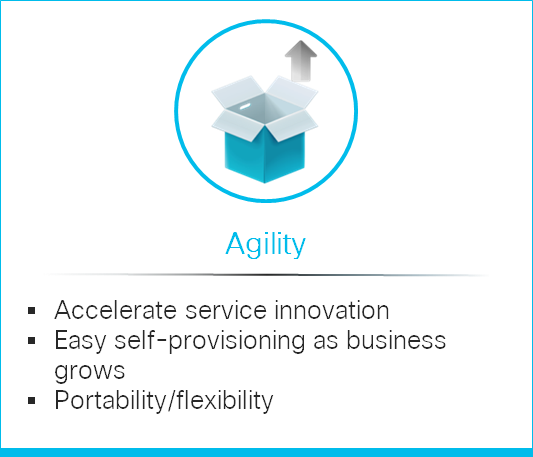 Agility
▪ Accelerate service innovation
▪ Easy self-provisioning as business
grows
▪ Portability/flexibility